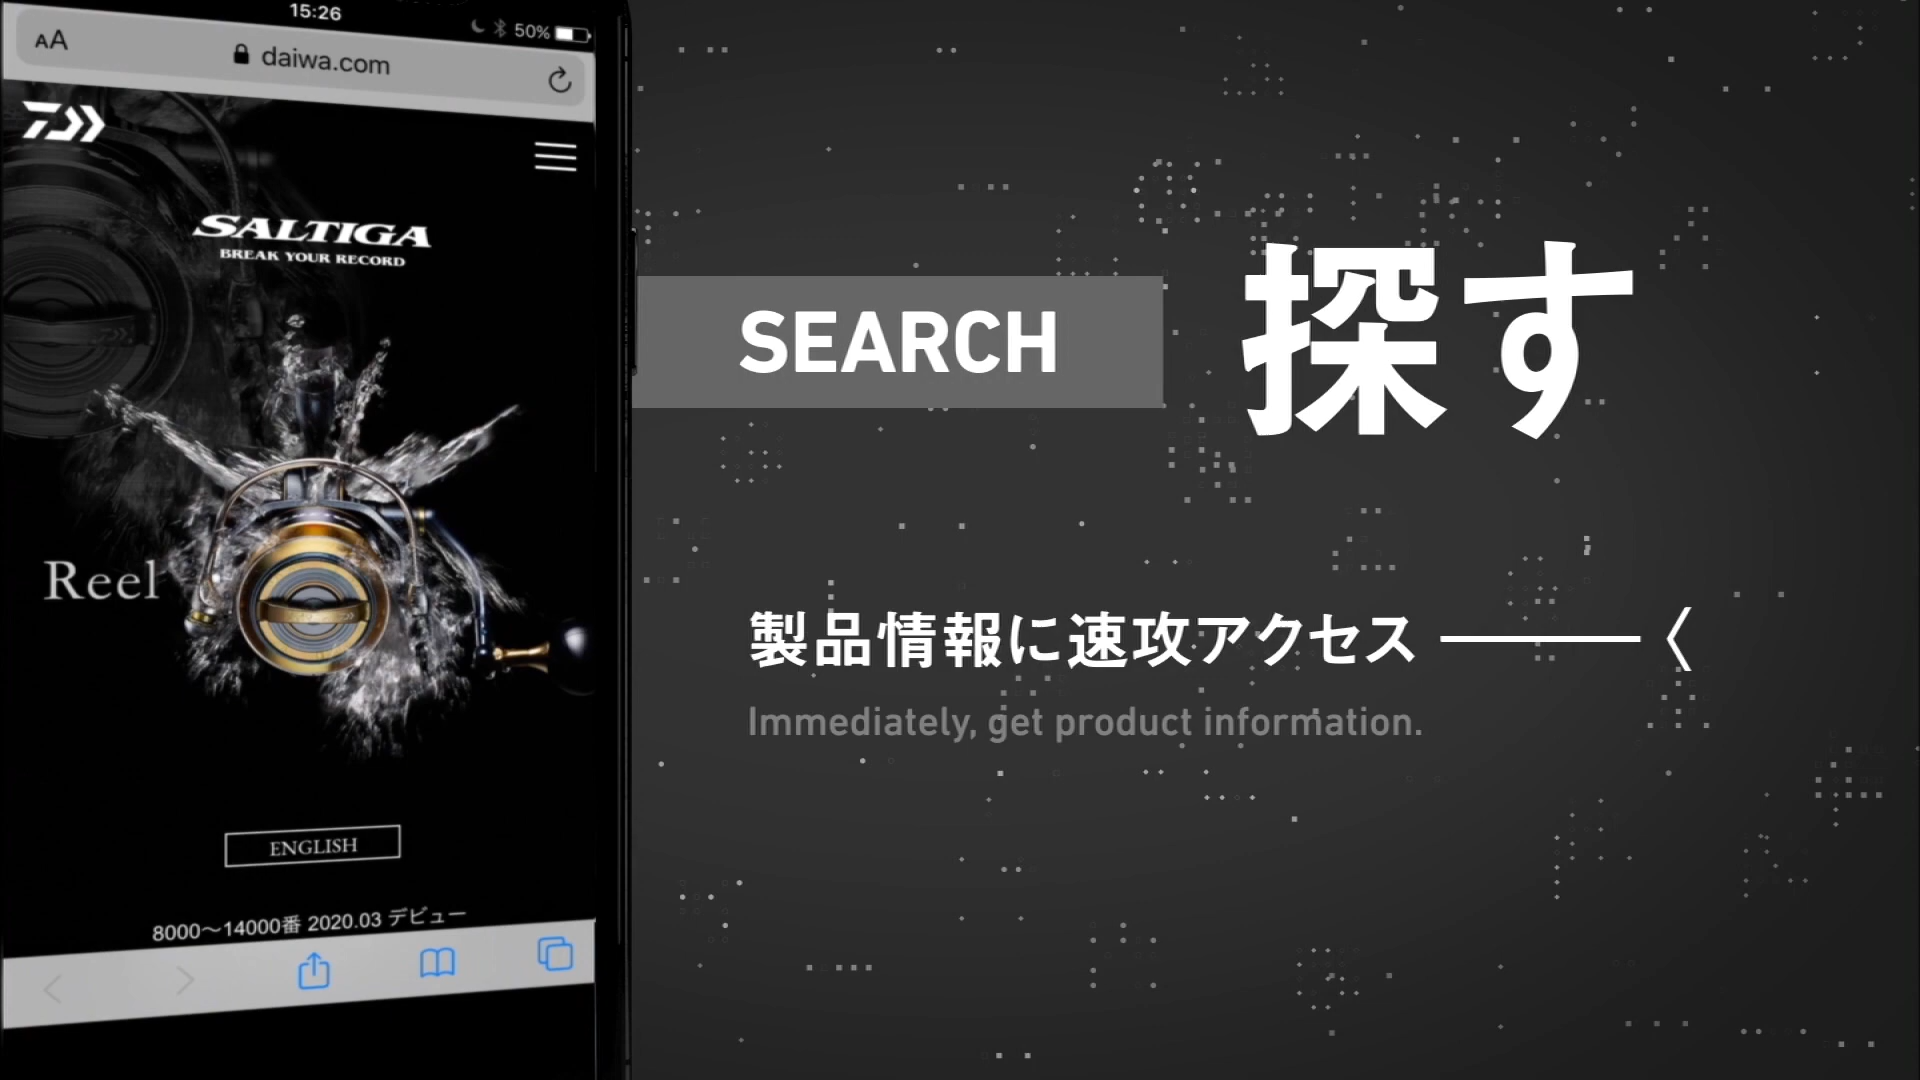 15:26
50%
AA
daiwa.com
SALTIGA
BREAK YOUR RECORD
Reel
ENGLISH
8000〜14000番 2020.03 デビュー
SEARCH
探す
製品情報に速攻アクセス
Immediately, get product information.